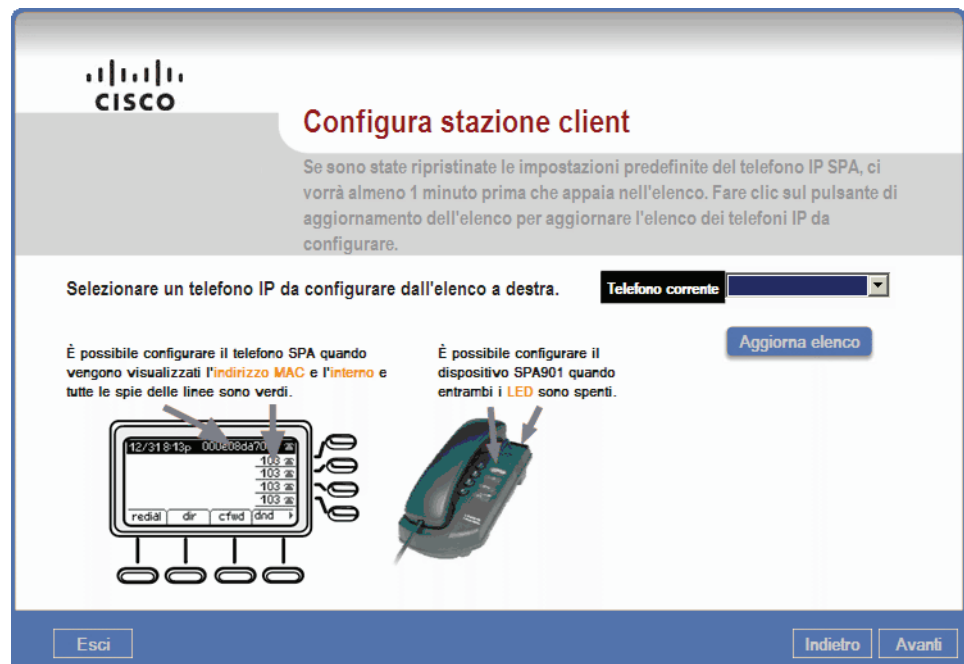 CISCO
Configura stazione client
Se sono state ripristinate le impostazioni predefinite del telefono IP SPA, ci
vorrà almeno 1 minuto prima che appaia nell'elenco. Fare clic sul pulsante di
aggiornamento dell'elenco per aggiornare l'elenco dei telefoni IP da
configurare.
Selezionare un telefono IP da configurare dall'elenco a destra.
Telefono corrente
Aggiorna elenco
È possibile configurare il telefono SPA quando
vengono visualizzati l'indirizzo MAC e l'interno e
tutte le spie delle linee sono verdi.
È possibile configurare il
dispositivo SPA901 quando
entrambi i LED sono spenti.
12/31 8:13p
103
103
103
103
redial dir cfwd dnd
Esci
Indietro
Avanti